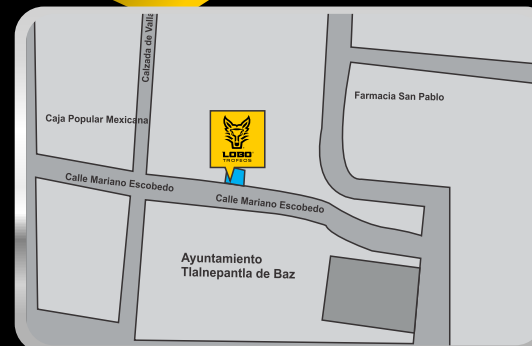 Calzada de Valla
Farmacia San Pablo
Caja Popular Mexicana
LOBO
TROFEOS
Calle Mariano Escobedo
Calle Mariano Escobedo
Ayuntamiento
Tlalnepantla de Baz